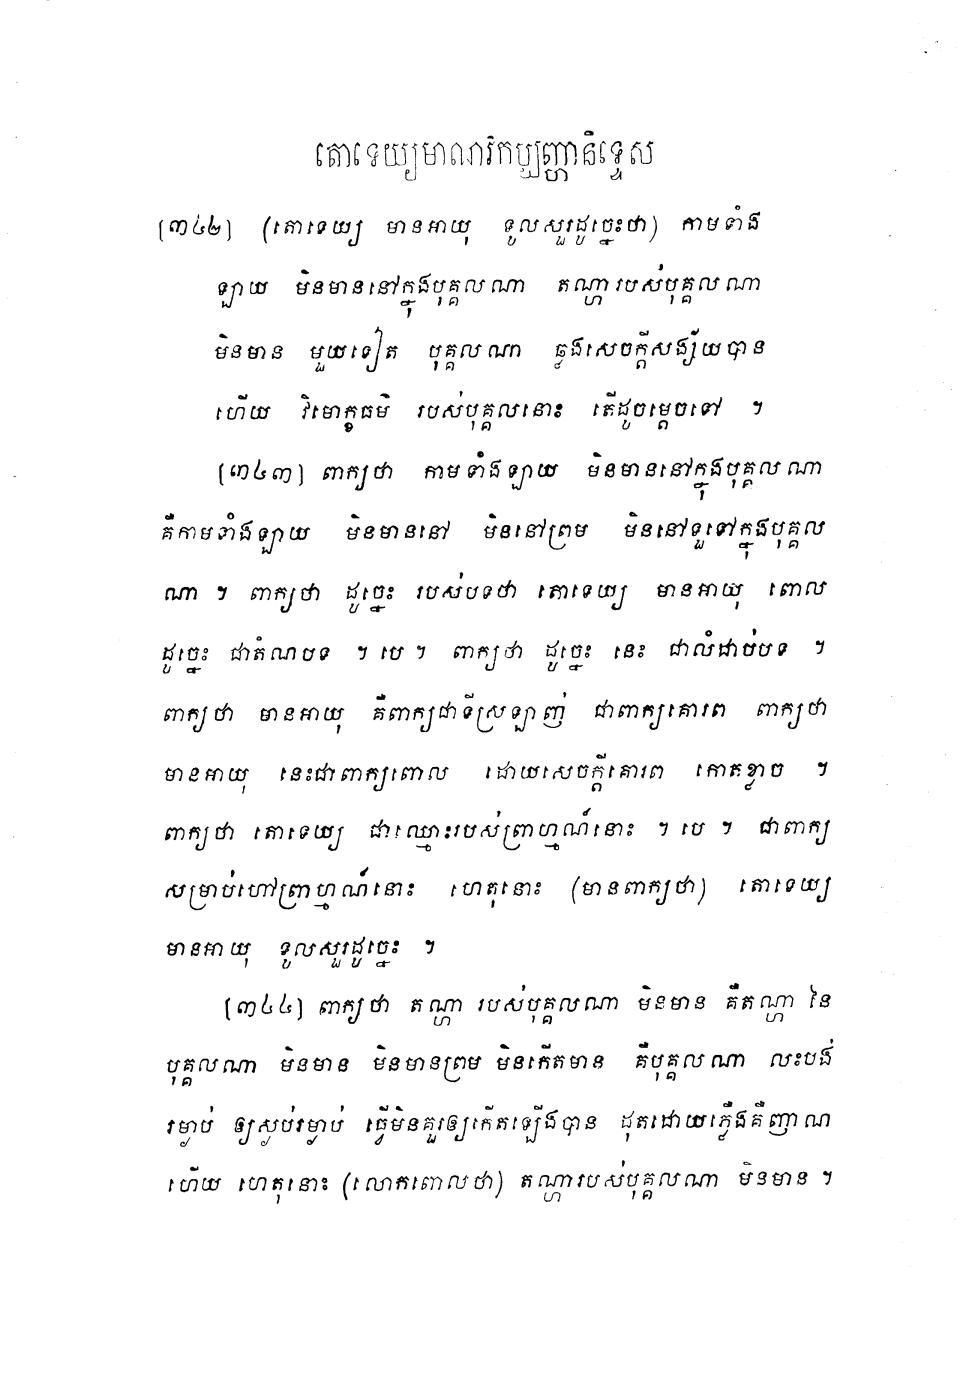 តោទេយ្យមាណវិកប្បញ្ហានិទ្ទេស
[៣៤២] (តោទេយ្យ មានអាយុ ទូលសួរដូច្នេះថា) កាមទាំង
ឡាយ មិនមាននៅក្នុងបុគ្គលណា តណ្ហារបស់បុគ្គលណា
មិនមាន មួយទៀត បុគ្គលណា ឆ្លងសេចក្ដីសង្ស័យបាន
ហើយ វិមោក្ខធម៌ របស់បុគ្គលនោះ តើដូចម្ដេចទៅ ។
[៣៤៣] ពាក្យថា កាមទាំងឡាយ មិនមាននៅក្នុងបុគ្គលណា
គឺកាមទាំងឡាយ មិនមាននៅ មិននៅព្រម មិននៅទួទៅក្នុងបុគ្គល
ណា ។ ពាក្យថា ដូច្នេះ របស់បទថា តោទេយ្យ មានអាយុ ពោល
ដូច្នេះ ជាតំណបទ ។ បេ ។ ពាក្យថា ដូច្នេះ នេះ ជាលំដាប់បទ ។
ពាក្យថា មានអាយុ គឺពាក្យជាទីស្រឡាញ់ ជាពាក្យគោរព ពាក្យថា
មានអាយុ នេះជាពាក្យពោល ដោយសេចក្ដីគោរព កោតខ្លាច ។
ពាក្យថា តោទេយ្យ ជាឈ្មោះរបស់ព្រាហ្មណ៍នោះ ។ បេ ។ ជាពាក្យ
សម្រាប់ហៅព្រាហ្មណ៍នោះ ហេតុនោះ (មានពាក្យថា) តោទេយ្យ
មានអាយុ ទូលសួរដូច្នេះ ។
[៣៤៤] ពាក្យថា តណ្ហា របស់បុគ្គលណា មិនមាន គឺតណ្ហា នៃ
បុគ្គលណា មិនមាន មិនមានព្រម មិនកើតមាន គឺបុគ្គលណា លះបង់
រម្ងាប់ ឲ្យស្ងប់រម្ងាប់ ធ្វើមិនគួរឲ្យកើតឡើងបាន ដុតដោយភ្លើងគឺញាណ
ហើយ ហេតុនោះ (លោកពោលថា) តណ្ហារបស់បុគ្គលណា មិនមាន ។